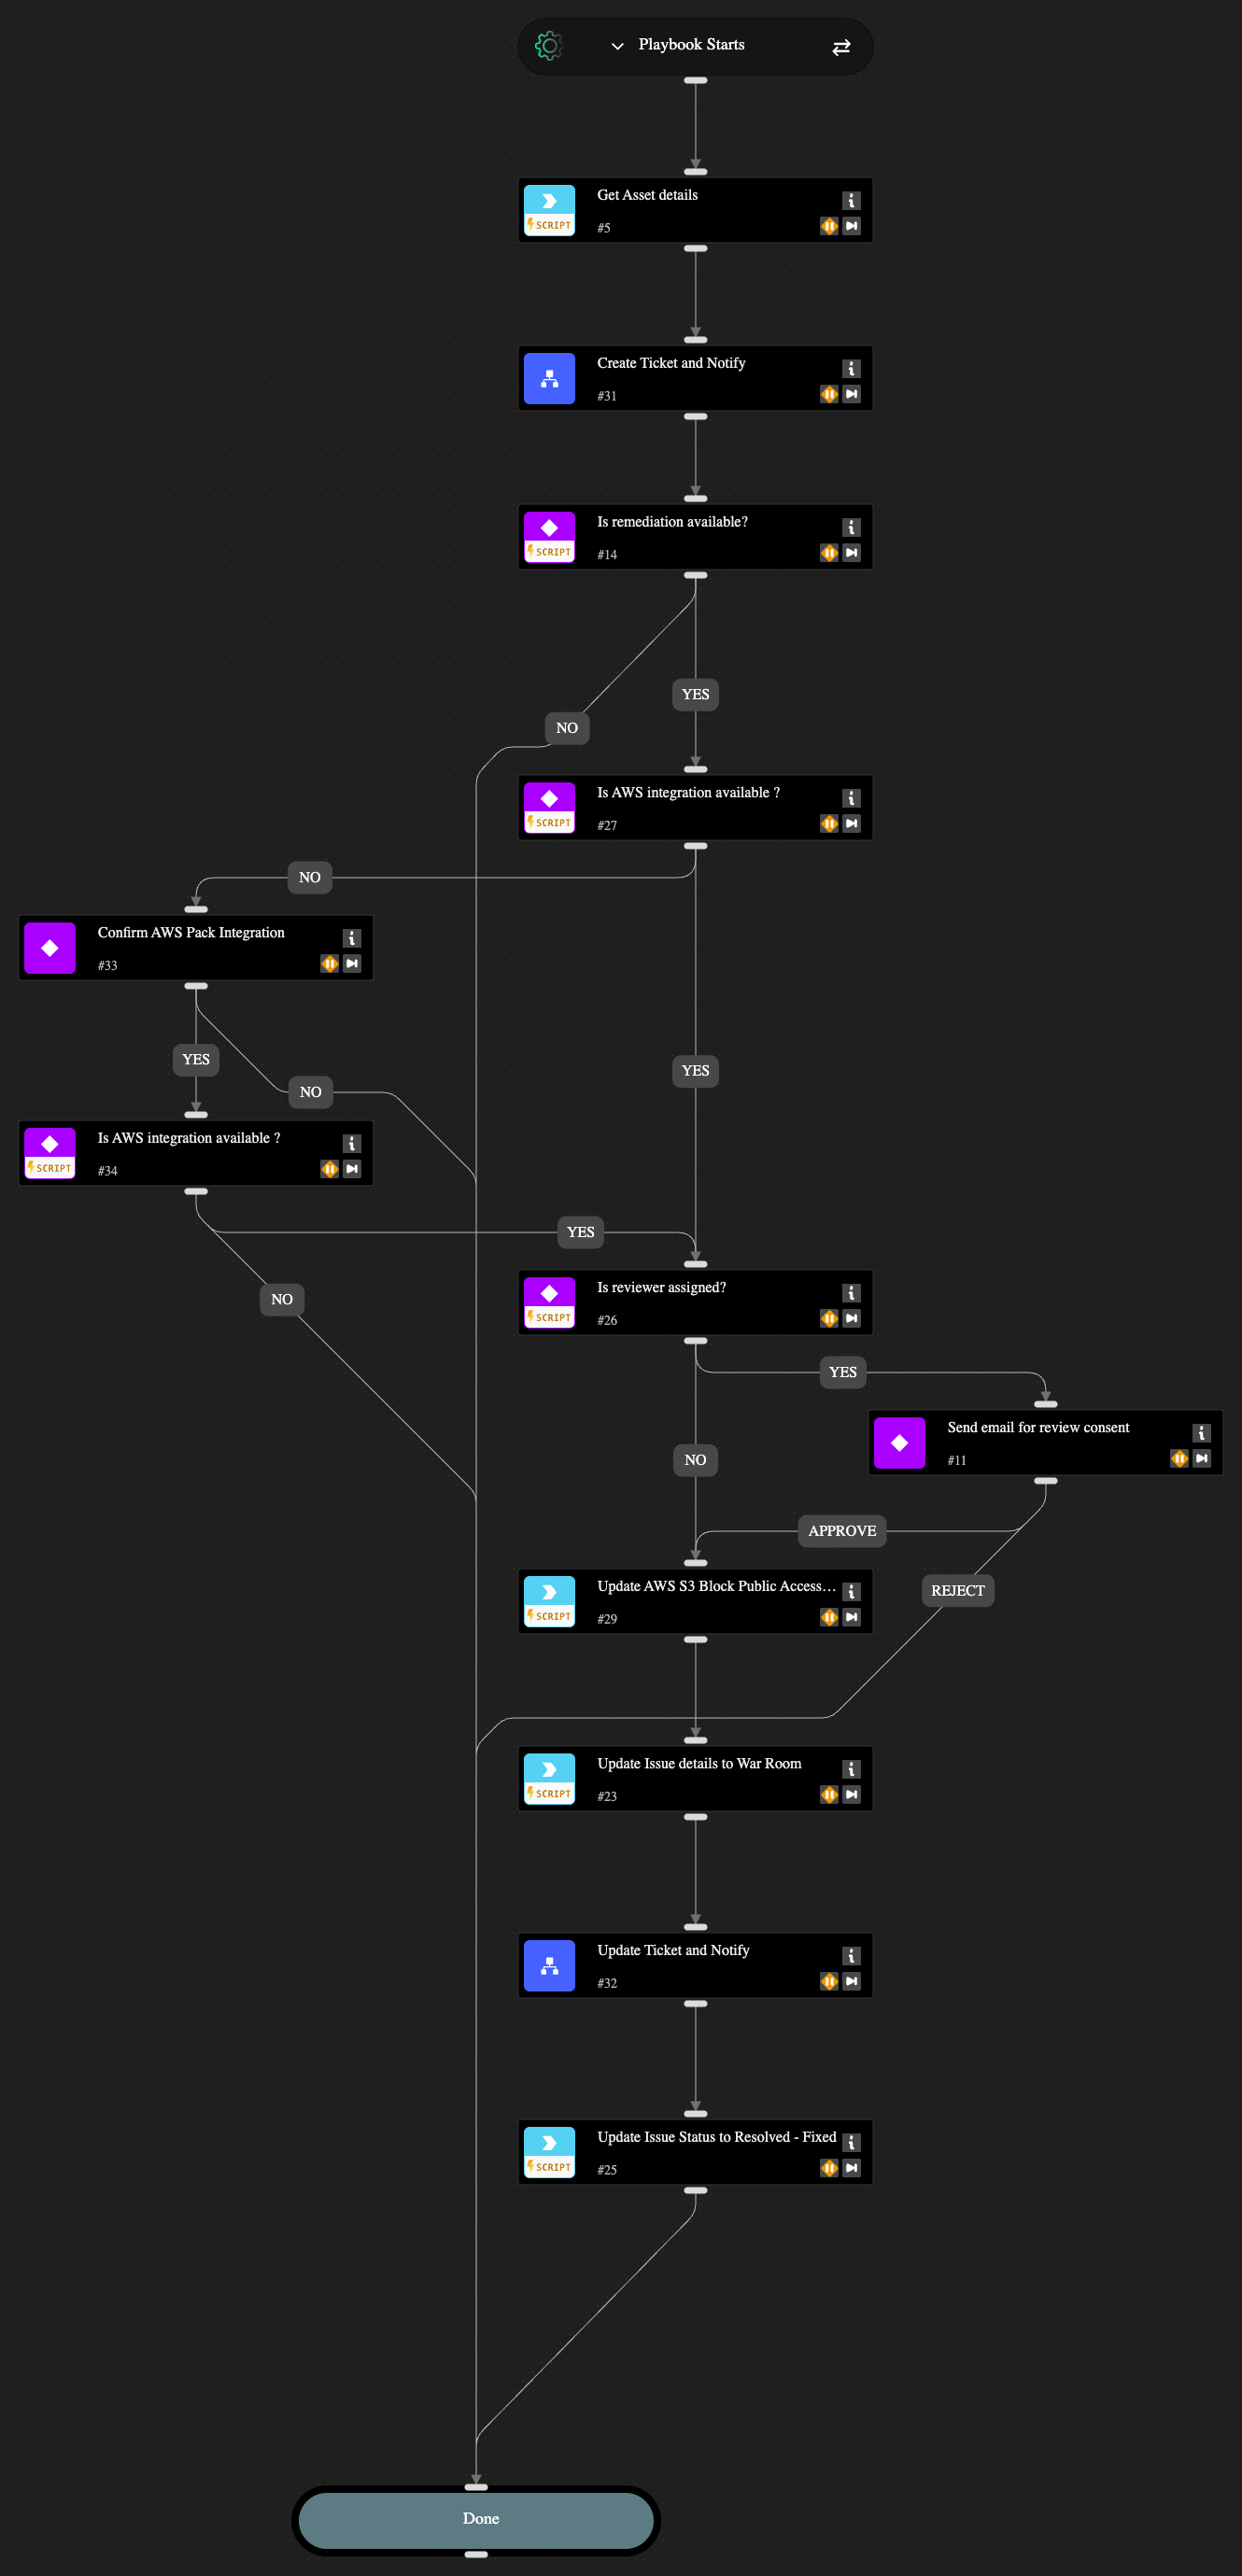 Playbook Starts
Get Asset details
SCRIPT
#5
Create Ticket and Notify
#31
Is remediation available?
SCRIPT
#14
YES
NO
Is AWS integration available ?
SCRIPT
#27
NO
Confirm AWS Pack Integration
#33
YES
YES
NO
Is AWS integration available ?
SCRIPT
#34
YES
Is reviewer assigned?
NO
SCRIPT
#26
YES
Send email for review consent
#11
NO
APPROVE
Update AWS S3 Block Public Access...
REJECT
SCRIPT
#29
Update Issue details to War Room
SCRIPT
#23
Update Ticket and Notify
#32
Update Issue Status to Resolved - Fixed
SCRIPT
#25
Done